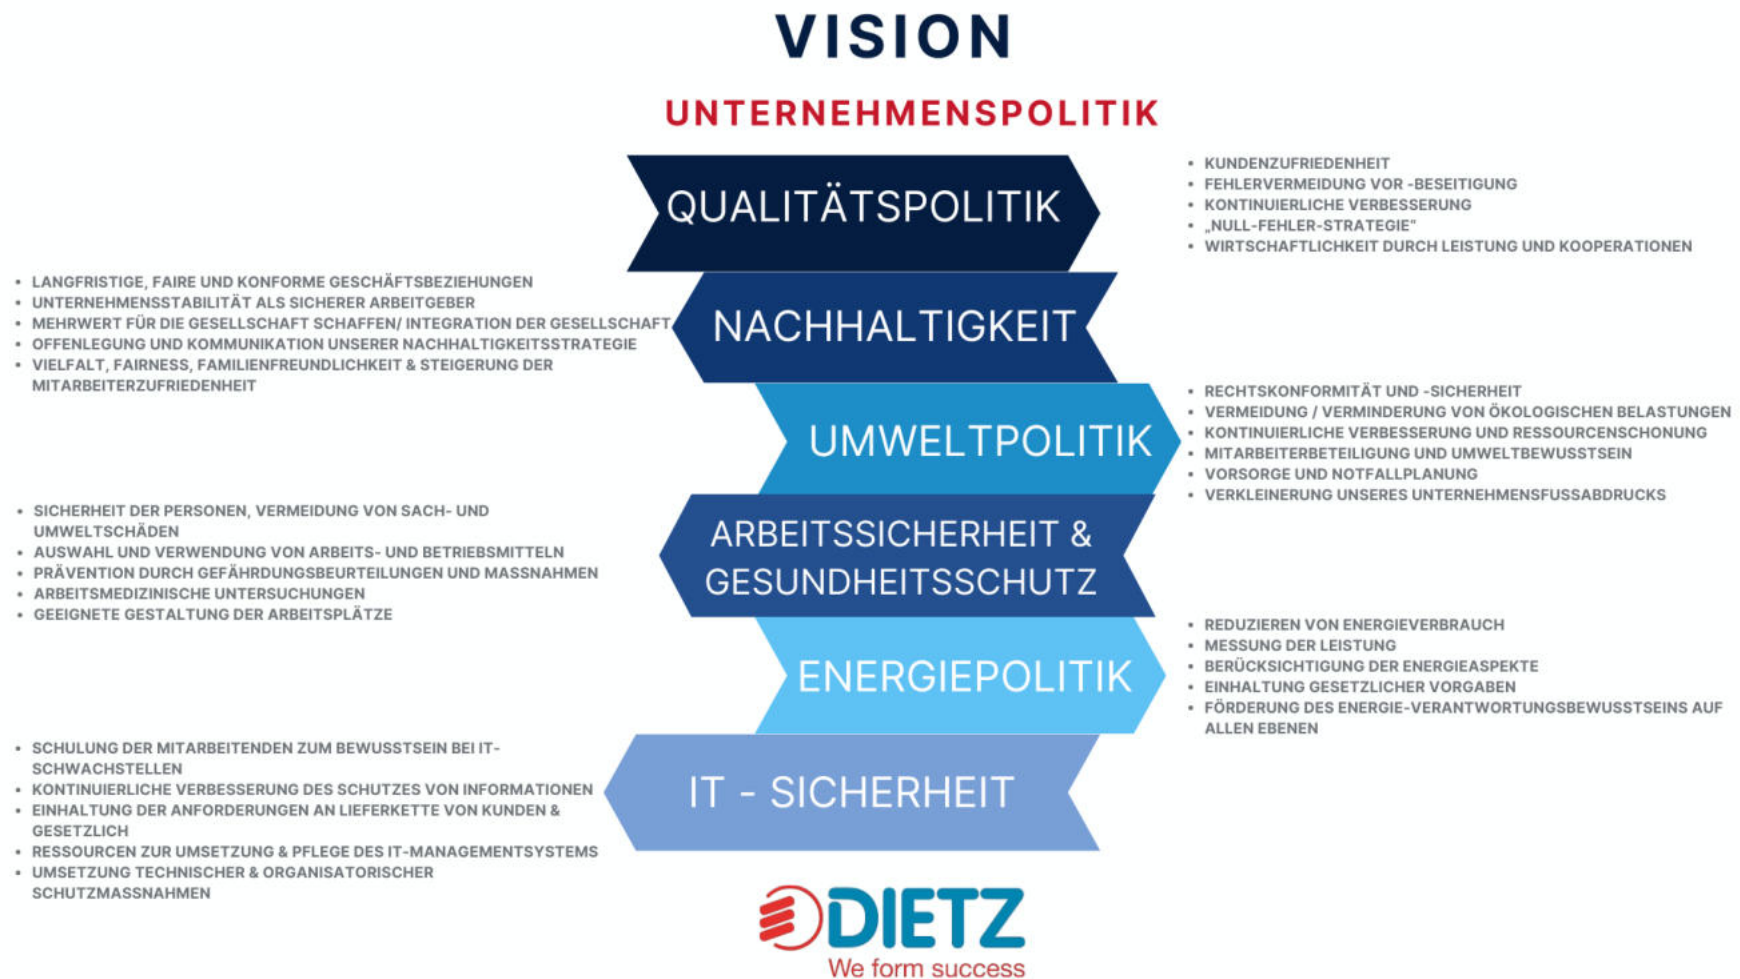 VISION
UNTERNEHMENSPOLITIK
QUALITÄTSPOLITIK
• KUNDENZUFRIEDENHEIT
• FEHLERVERMEIDUNG VOR -BESEITIGUNG
• KONTINUIERLICHE VERBESSERUNG
• „NULL-FEHLER-STRATEGIE“
• WIRTSCHAFTLICHKEIT DURCH LEISTUNG UND KOOPERATIONEN
NACHHALTIGKEIT
• LANGFRISTIGE, FAIRE UND KONFORME GESCHÄFTSBEZIEHUNGEN
• UNTERNEHMENSSTABILITÄT ALS SICHERER ARBEITGEBER
• MEHRWERT FÜR DIE GESELLSCHAFT SCHAFFEN/ INTEGRATION DER GESELLSCHAFT
• OFFENLEGUNG UND KOMMUNIKATION UNSERER NACHHALTIGKEITSSTRATEGIE
• VIELFALT, FAIRNESS, FAMILIENFREUNDLICHKEIT & STEIGERUNG DER
MITARBEITERZUFRIEDENHEIT
UMWELTPOLITIK
• RECHTSKONFORMITÄT UND -SICHERHEIT
• VERMEIDUNG / VERMINDERUNG VON ÖKOLOGISCHEN BELASTUNGEN
• KONTINUIERLICHE VERBESSERUNG UND RESSOURCENSCHONUNG
• MITARBEITERBETEILIGUNG UND UMWELTBEWUSSTSEIN
• VORSORGE UND NOTFALLPLANUNG
• VERKLEINERUNG UNSERES UNTERNEHMENSFUSSABDRUCKS
ARBEITSSICHERHEIT &
GESUNDHEITSSCHUTZ
• SICHERHEIT DER PERSONEN, VERMEIDUNG VON SACH- UND
UMWELTSCHÄDEN
• AUSWAHL UND VERWENDUNG VON ARBEITS- UND BETRIEBSMITTELN
• PRÄVENTION DURCH GEFÄHRDUNGSBEURTEILUNGEN UND MASSNAHMEN
• ARBEITSMEDIZINISCHE UNTERSUCHUNGEN
• GEEIGNETE GESTALTUNG DER ARBEITSPLÄTZE
ENERGIEPOLITIK
• REDUZIEREN VON ENERGIEVERBRAUCH
• MESSUNG DER LEISTUNG
• BERÜCKSICHTIGUNG DER ENERGIEASPEKTE
• EINHALTUNG GESETZLICHER VORGABEN
• FÖRDERUNG DES ENERGIE-VERANTWORTUNGSBEWUSSTSEINS AUF
ALLEN EBENEN
IT - SICHERHEIT
• SCHULUNG DER MITARBEITENDEN ZUM BEWUSSTSEIN BEI IT-
SCHWACHSTELLEN
• KONTINUIERLICHE VERBESSERUNG DES SCHUTZES VON INFORMATIONEN
• EINHALTUNG DER ANFORDERUNGEN AN LIEFERKETTE VON KUNDEN &
GESETZLICH
• RESSOURCEN ZUR UMSETZUNG & PFLEGE DES IT-MANAGEMENTSYSTEMS
• UMSETZUNG TECHNISCHER & ORGANISATORISCHER
SCHUTZMASSNAHMEN
DIETZ
We form success